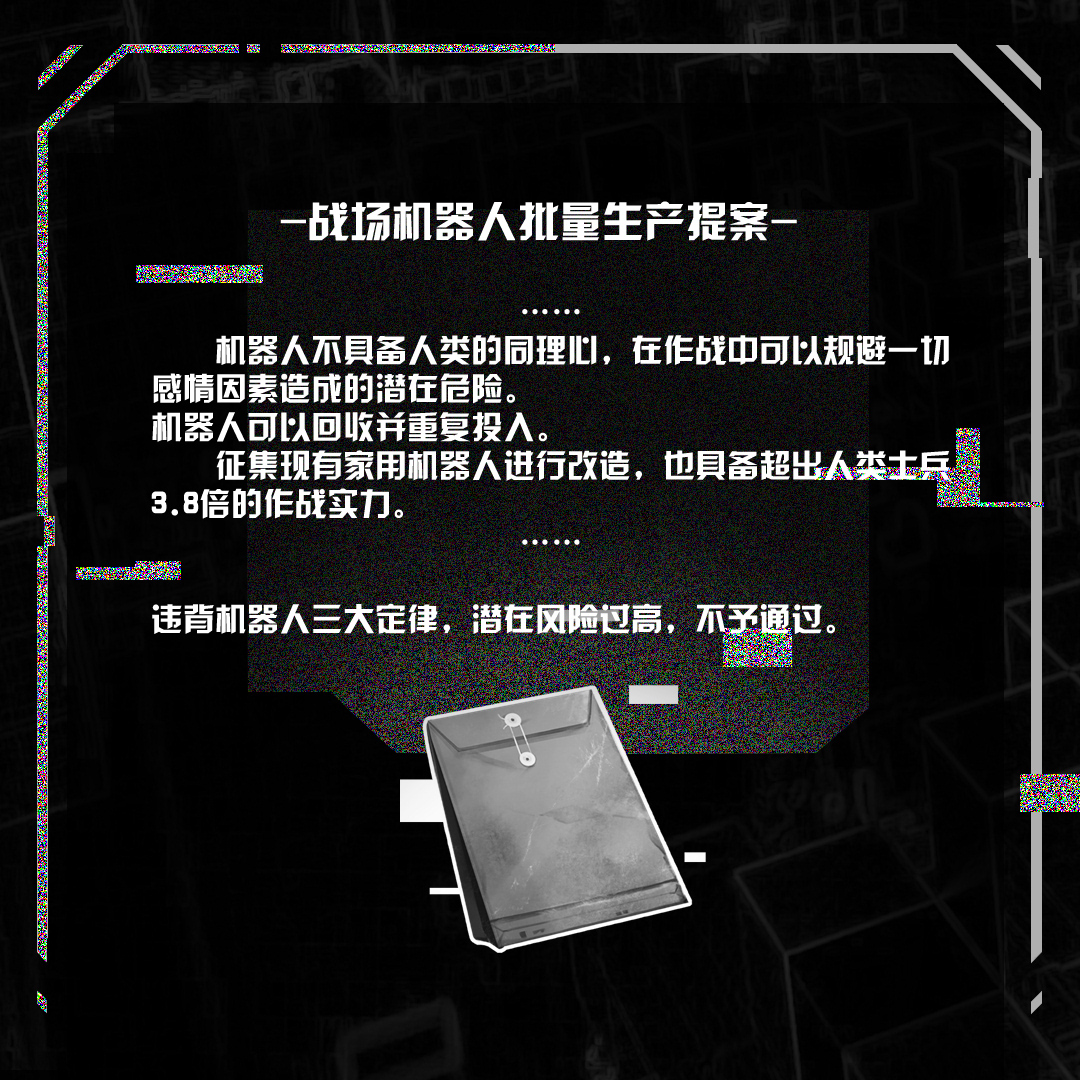 —战场机器人批量生产提案—
……
机器人不具备人类的同理心，在作战中可以规避一切
感情因素造成的潜在危险。
机器人可以回收并重复投入。
征集现有家用机器人进行改造，也具备超出人类士兵
3.8倍的作战实力。
……
违背机器人三大定律，潜在风险过高，不予通过。